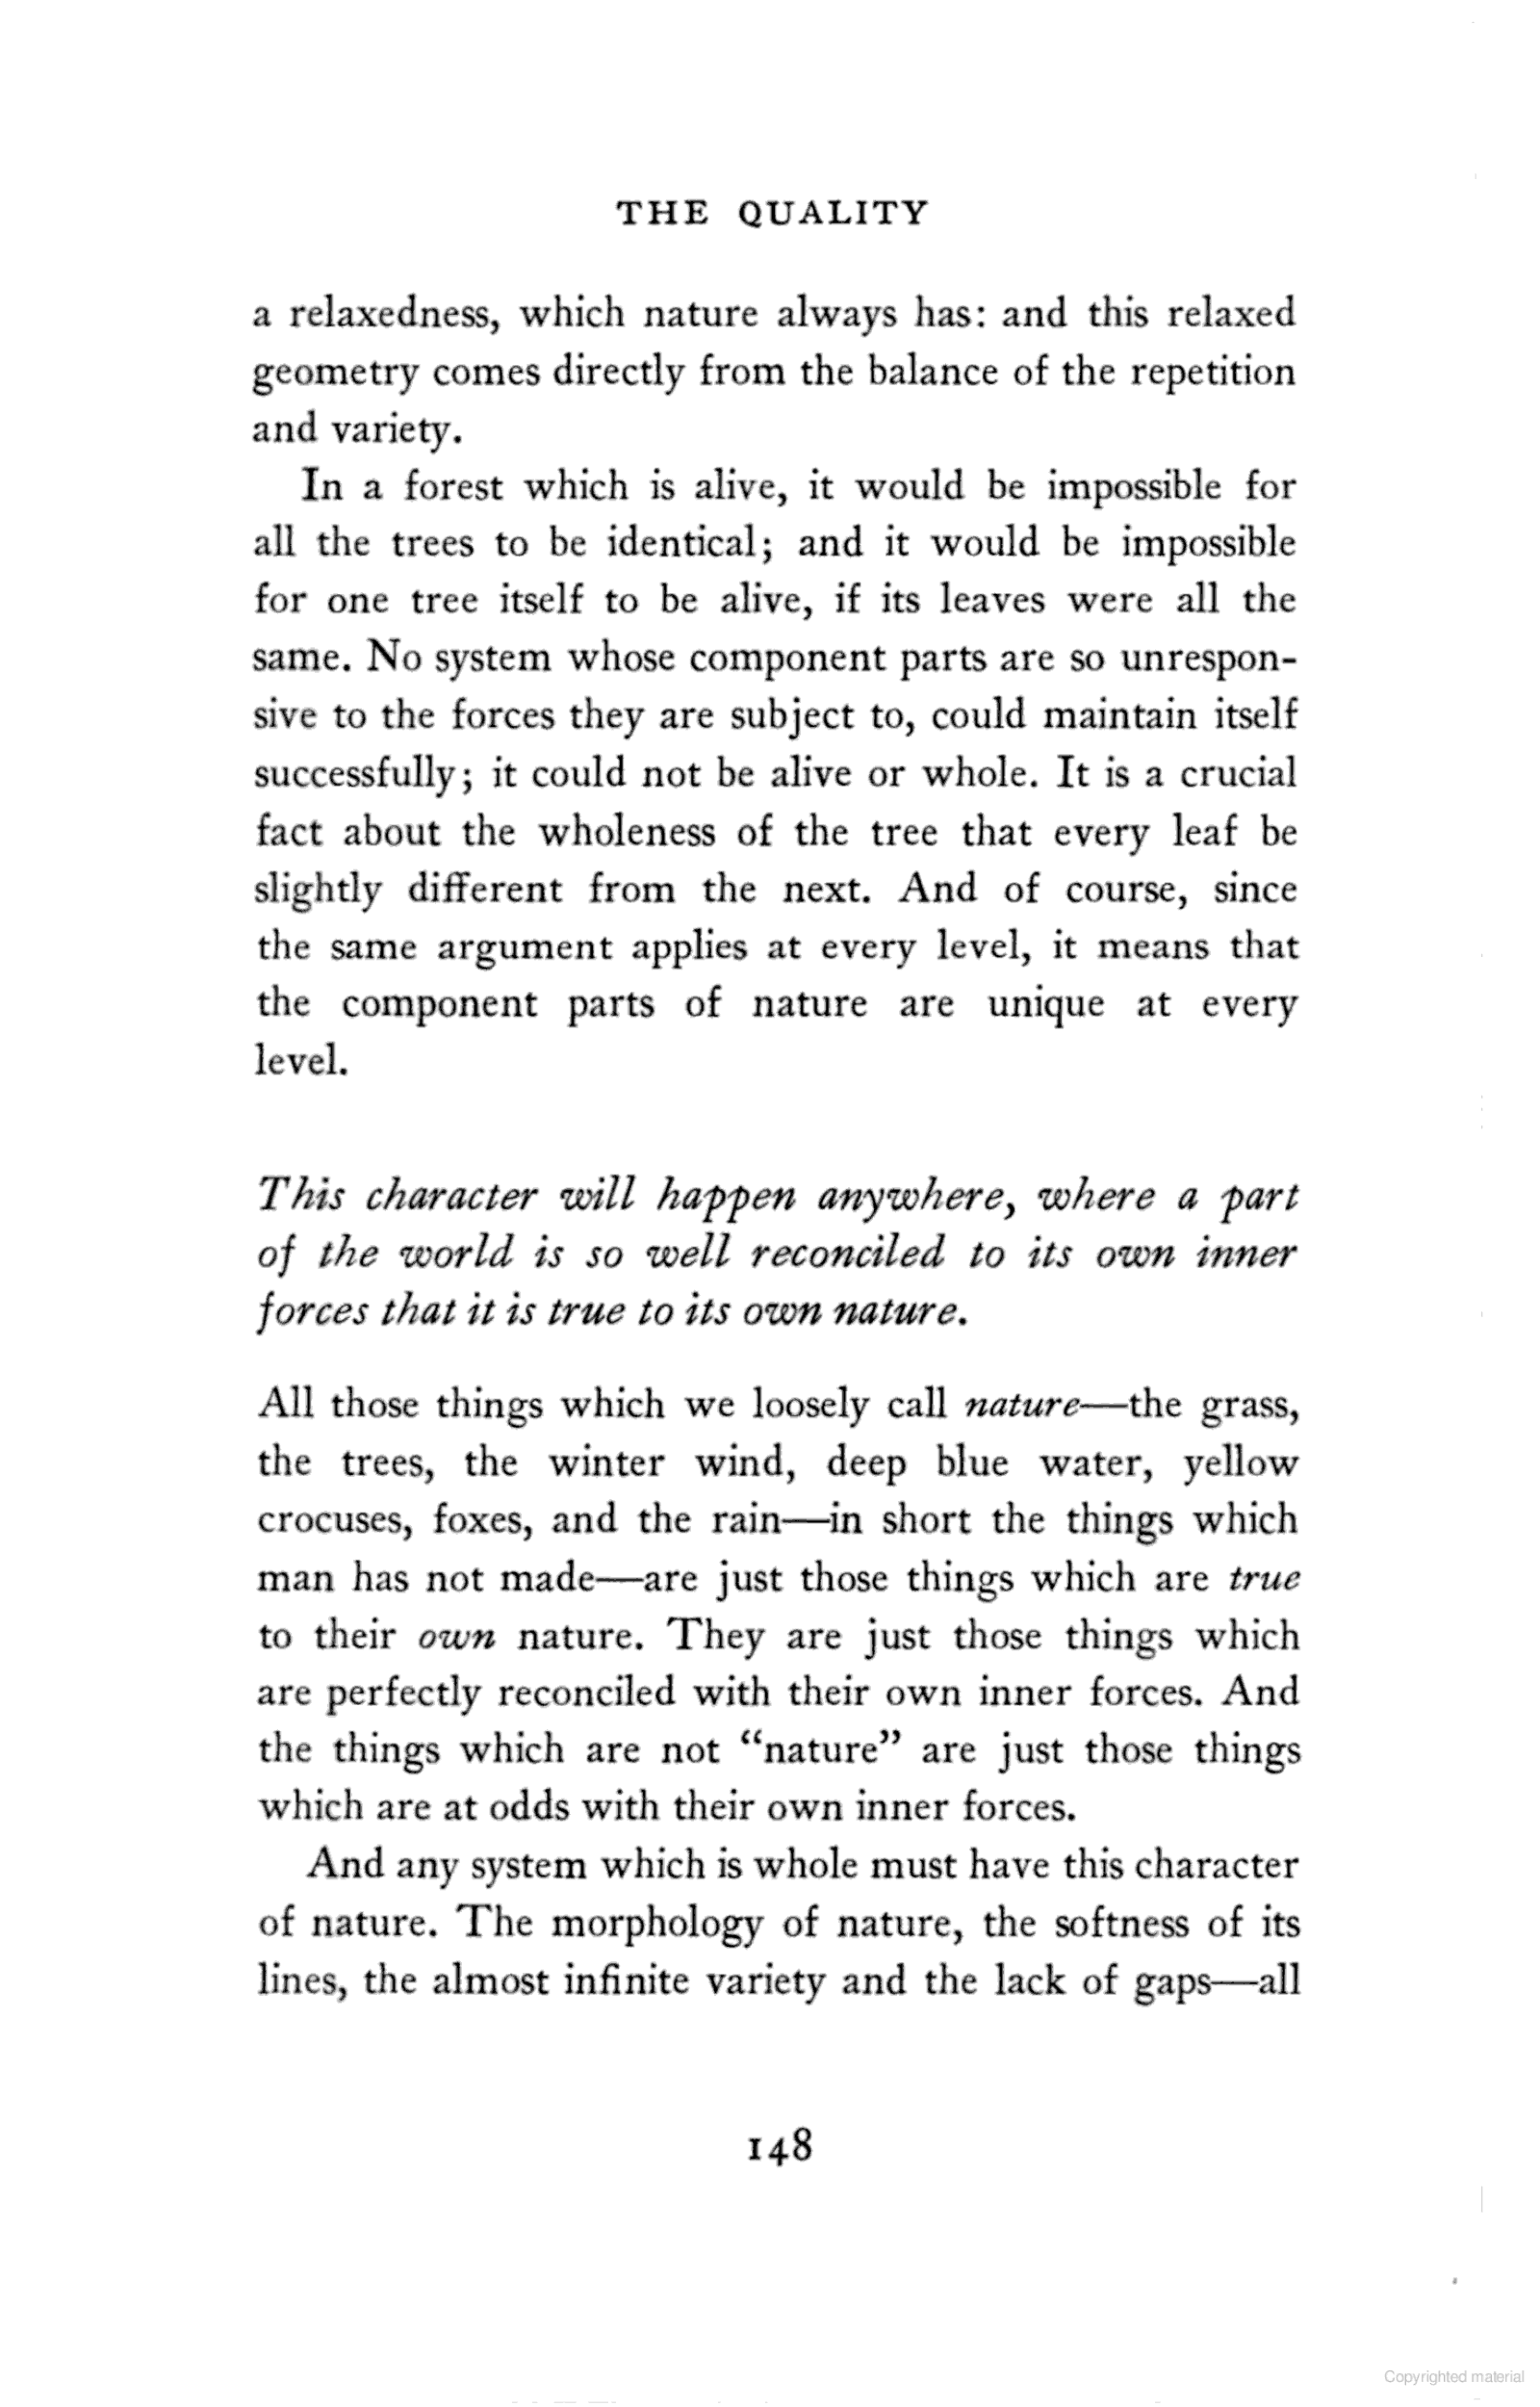 THE QUALITY
a relaxedness, which nature always has: and this relaxed
geometry comes directly from the balance of the repetition
and variety.
In a forest which is alive, it would be impossible for
all the trees to be identical; and it would be impossible
for one tree itself to be alive, if its leaves were all the
same. No system whose component parts are so unrespon-
sive to the forces they are subject to, could maintain itself
successfully; it could not be alive or whole. It is a crucial
fact about the wholeness of the tree that every leaf be
slightly different from the next. And of course, since
the same argument applies at every level, it means that
the component parts of nature are unique at every
level.
This character will happen anywhere, where a part
of the world is so well reconciled to its own inner
forces that it is true to its own nature.
All those things which we loosely call nature—the grass,
the trees, the winter wind, deep blue water, yellow
crocuses, foxes, and the rain—in short the things which
man has not made—are just those things which are true
to their own nature. They are just those things which
are perfectly reconciled with their own inner forces. And
the things which are not “nature” are just those things
which are at odds with their own inner forces.
And any system which is whole must have this character
of nature. The morphology of nature, the softness of its
lines, the almost infinite variety and the lack of gaps—all
148
Copyrighted material